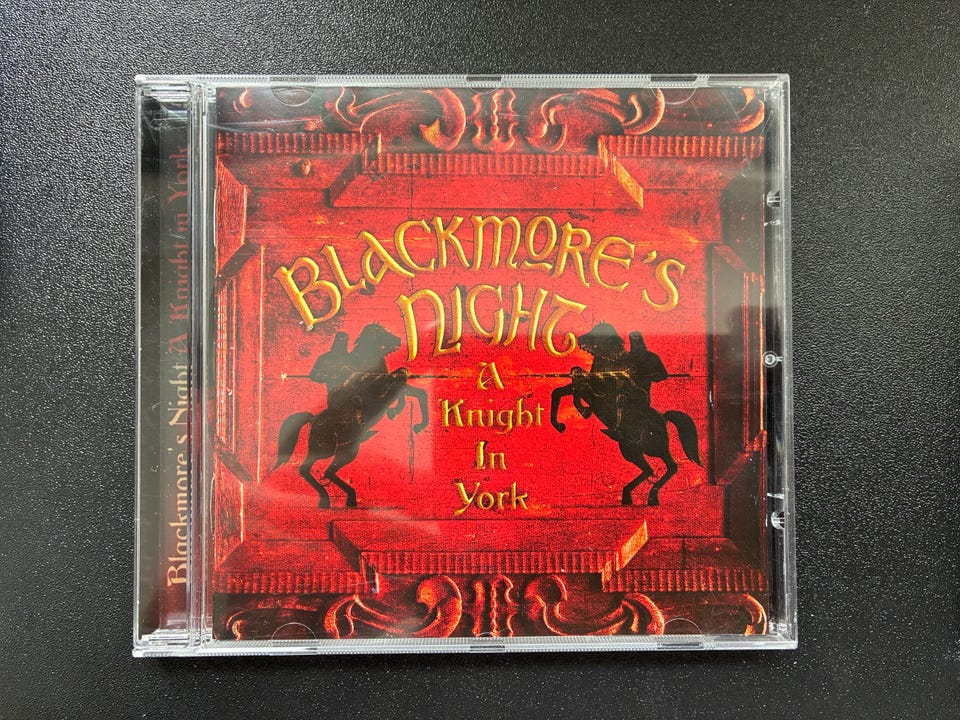 Blackmore's Night A Knight in York
BLACKMORE'S
NIGHT
A
Knight
In
York